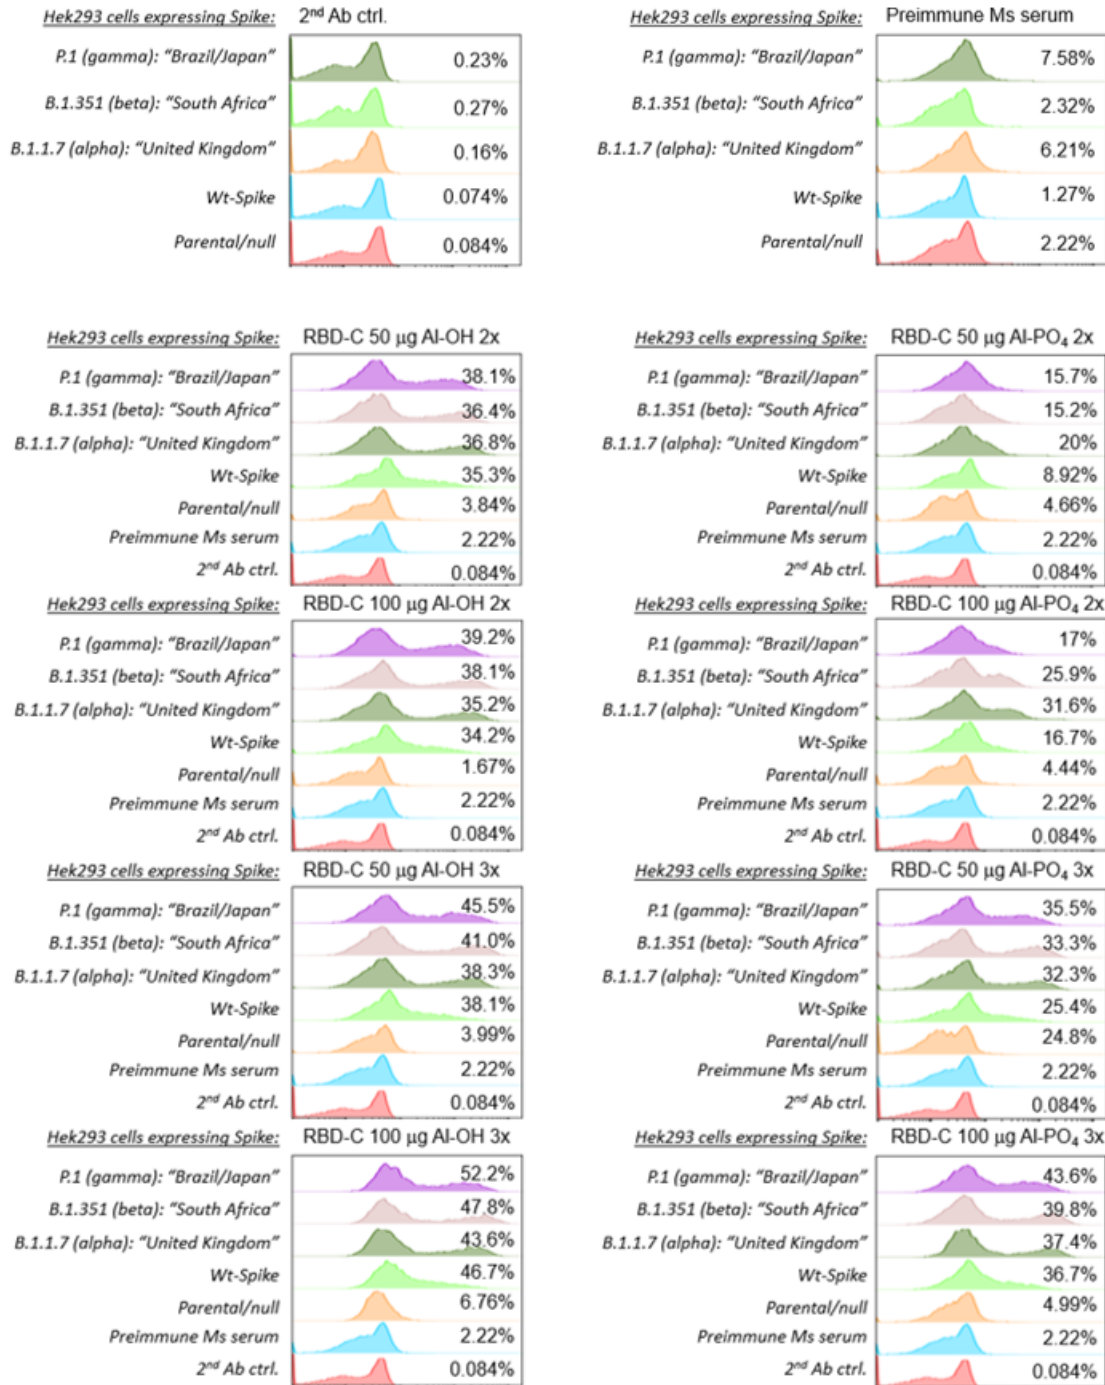 Hek293 cells expressing Spike: 2nd Ab ctrl.
P.1 (gamma): “Brazil/Japan” 0.23%
B.1.351 (beta): “South Africa” 0.27%
B.1.1.7 (alpha): “United Kingdom” 0.16%
Wt-Spike 0.074%
Parental/null 0.084%
Hek293 cells expressing Spike: Preimmune Ms serum
P.1 (gamma): “Brazil/Japan” 7.58%
B.1.351 (beta): “South Africa” 2.32%
B.1.1.7 (alpha): “United Kingdom” 6.21%
Wt-Spike 1.27%
Parental/null 2.22%
Hek293 cells expressing Spike: RBD-C 50 μg Al-OH 2x
P.1 (gamma): “Brazil/Japan” 38.1%
B.1.351 (beta): “South Africa” 36.4%
B.1.1.7 (alpha): “United Kingdom” 36.8%
Wt-Spike 35.3%
Parental/null 3.84%
Preimmune Ms serum 2.22%
2nd Ab ctrl. 0.084%
Hek293 cells expressing Spike: RBD-C 50 μg Al-PO4 2x
P.1 (gamma): “Brazil/Japan” 15.7%
B.1.351 (beta): “South Africa” 15.2%
B.1.1.7 (alpha): “United Kingdom” 20%
Wt-Spike 8.92%
Parental/null 4.66%
Preimmune Ms serum 2.22%
2nd Ab ctrl. 0.084%
Hek293 cells expressing Spike: RBD-C 100 μg Al-OH 2x
P.1 (gamma): “Brazil/Japan” 39.2%
B.1.351 (beta): “South Africa” 38.1%
B.1.1.7 (alpha): “United Kingdom” 35.2%
Wt-Spike 34.2%
Parental/null 1.67%
Preimmune Ms serum 2.22%
2nd Ab ctrl. 0.084%
Hek293 cells expressing Spike: RBD-C 100 μg Al-PO4 2x
P.1 (gamma): “Brazil/Japan” 17%
B.1.351 (beta): “South Africa” 25.9%
B.1.1.7 (alpha): “United Kingdom” 31.6%
Wt-Spike 16.7%
Parental/null 4.44%
Preimmune Ms serum 2.22%
2nd Ab ctrl. 0.084%
Hek293 cells expressing Spike: RBD-C 50 μg Al-OH 3x
P.1 (gamma): “Brazil/Japan” 45.5%
B.1.351 (beta): “South Africa” 41.0%
B.1.1.7 (alpha): “United Kingdom” 38.3%
Wt-Spike 38.1%
Parental/null 3.99%
Preimmune Ms serum 2.22%
2nd Ab ctrl. 0.084%
Hek293 cells expressing Spike: RBD-C 50 μg Al-PO4 3x
P.1 (gamma): “Brazil/Japan” 35.5%
B.1.351 (beta): “South Africa” 33.3%
B.1.1.7 (alpha): “United Kingdom” 32.3%
Wt-Spike 25.4%
Parental/null 24.8%
Preimmune Ms serum 2.22%
2nd Ab ctrl. 0.084%
Hek293 cells expressing Spike: RBD-C 100 μg Al-OH 3x
P.1 (gamma): “Brazil/Japan” 52.2%
B.1.351 (beta): “South Africa” 47.8%
B.1.1.7 (alpha): “United Kingdom” 43.6%
Wt-Spike 46.7%
Parental/null 6.76%
Preimmune Ms serum 2.22%
2nd Ab ctrl. 0.084%
Hek293 cells expressing Spike: RBD-C 100 μg Al-PO4 3x
P.1 (gamma): “Brazil/Japan” 43.6%
B.1.351 (beta): “South Africa” 39.8%
B.1.1.7 (alpha): “United Kingdom” 37.4%
Wt-Spike 36.7%
Parental/null 4.99%
Preimmune Ms serum 2.22%
2nd Ab ctrl. 0.084%